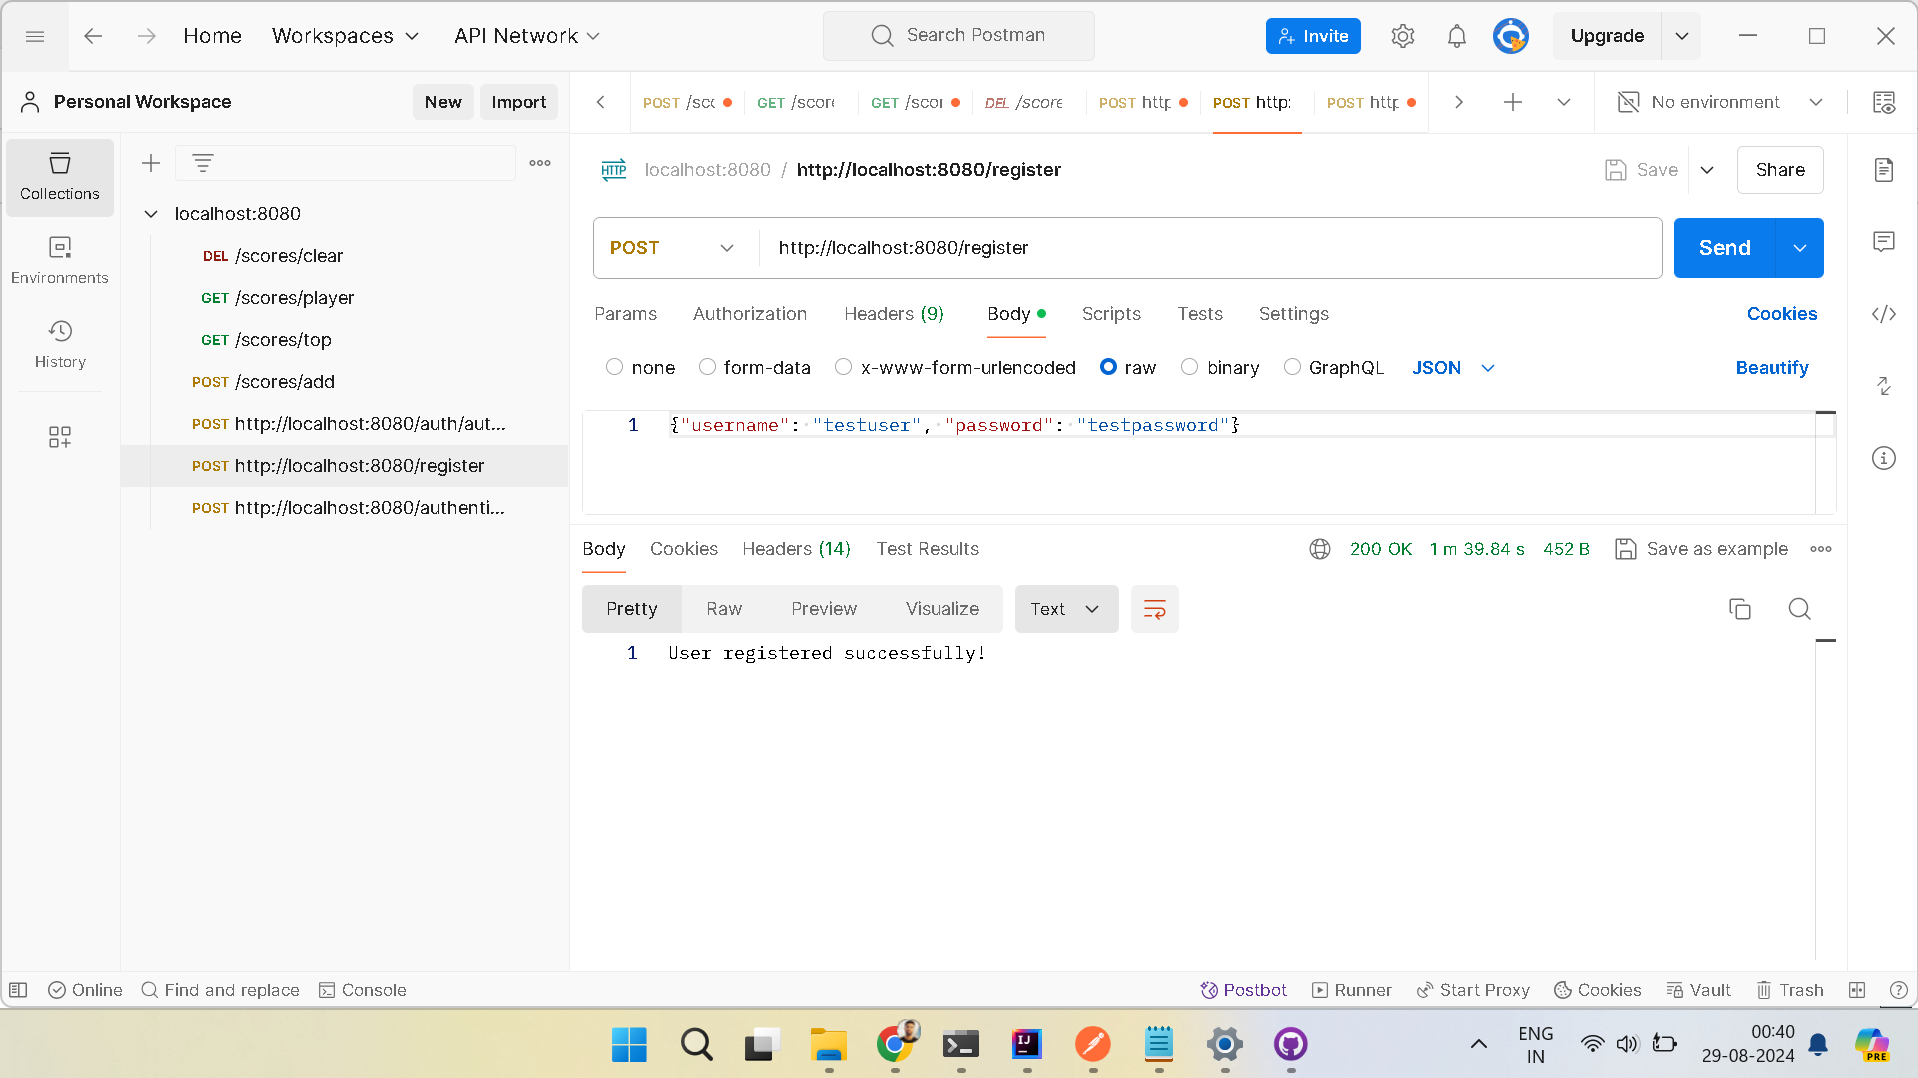 Home
Workspaces
API Network
Search Postman
Invite
Upgrade
Personal Workspace
New
Import
POST /scc
GET /score
GET /scor
DEL /score
POST http
POST http:
POST http
No environment
Collections
Environments
History
localhost:8080
DEL /scores/clear
GET /scores/player
GET /scores/top
POST /scores/add
POST http://localhost:8080/auth/aut...
POST http://localhost:8080/register
POST http://localhost:8080/authenti...
HTTP localhost:8080 / http://localhost:8080/register
Save
Share
POST
http://localhost:8080/register
Send
Params
Authorization
Headers (9)
Body
Scripts
Tests
Settings
Cookies
none
form-data
x-www-form-urlencoded
raw
binary
GraphQL
JSON
Beautify
1 {"username": "testuser", "password": "testpassword"}
Body
Cookies
Headers (14)
Test Results
200 OK
1 m 39.84 s
452 B
Save as example
Pretty
Raw
Preview
Visualize
Text
1 User registered successfully!
Online
Find and replace
Console
Postbot
Runner
Start Proxy
Cookies
Vault
Trash
IJ
ENG
IN
00:40
29-08-2024
PRE